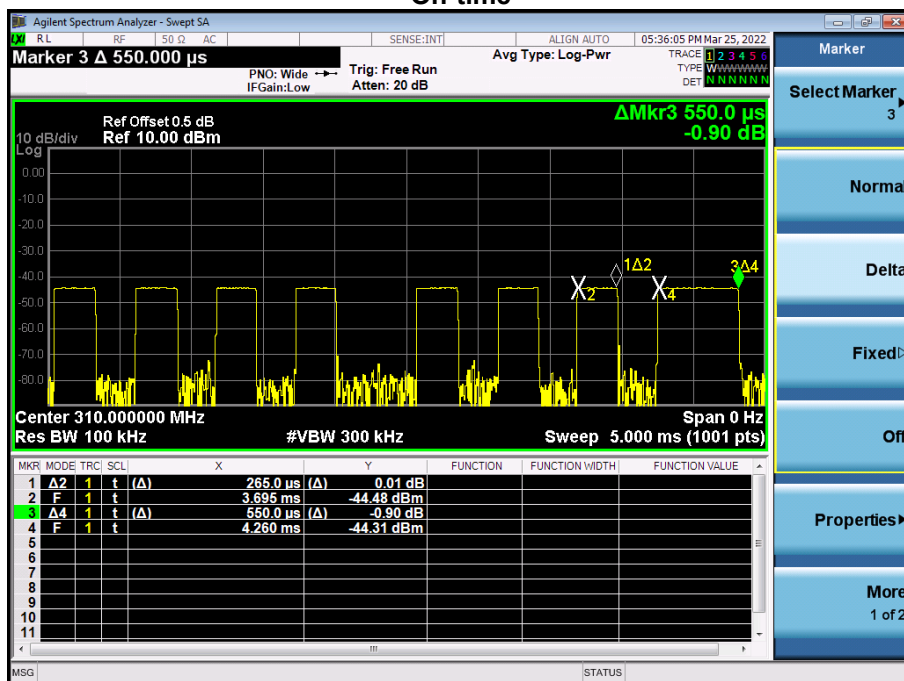 On time
Agilent Spectrum Analyzer - Swept SA
LXI RL RF 50 Ω AC SENSE:INT ALIGN AUTO 05:36:05 PM Mar 25, 2022
Marker 3 Δ 550.000 µs
PNO: Wide
IFGain:Low
Trig: Free Run
Atten: 20 dB
Avg Type: Log-Pwr
TRACE 1 2 3 4 5 6
TYPE WWWWWW
DET N N N N N N
Ref Offset 0.5 dB
10 dB/div Ref 10.00 dBm
Log
ΔMkr3 550.0 µs
-0.90 dB
0.00
-10.0
-20.0
-30.0
-40.0
-50.0
-60.0
-70.0
-80.0
1Δ2
3Δ4
X2
X4
Center 310.000000 MHz Span 0 Hz
Res BW 100 kHz #VBW 300 kHz Sweep 5.000 ms (1001 pts)
MKR MODE TRC SCL X Y FUNCTION FUNCTION WIDTH FUNCTION VALUE
1 Δ2 1 t (Δ) 265.0 µs (Δ) 0.01 dB
2 F 1 t 3.695 ms -44.48 dBm
3 Δ4 1 t (Δ) 550.0 µs (Δ) -0.90 dB
4 F 1 t 4.260 ms -44.31 dBm
5
6
7
8
9
10
11
MSG STATUS
Marker
Select Marker
3
Normal
Delta
Fixed
Off
Properties
More
1 of 2